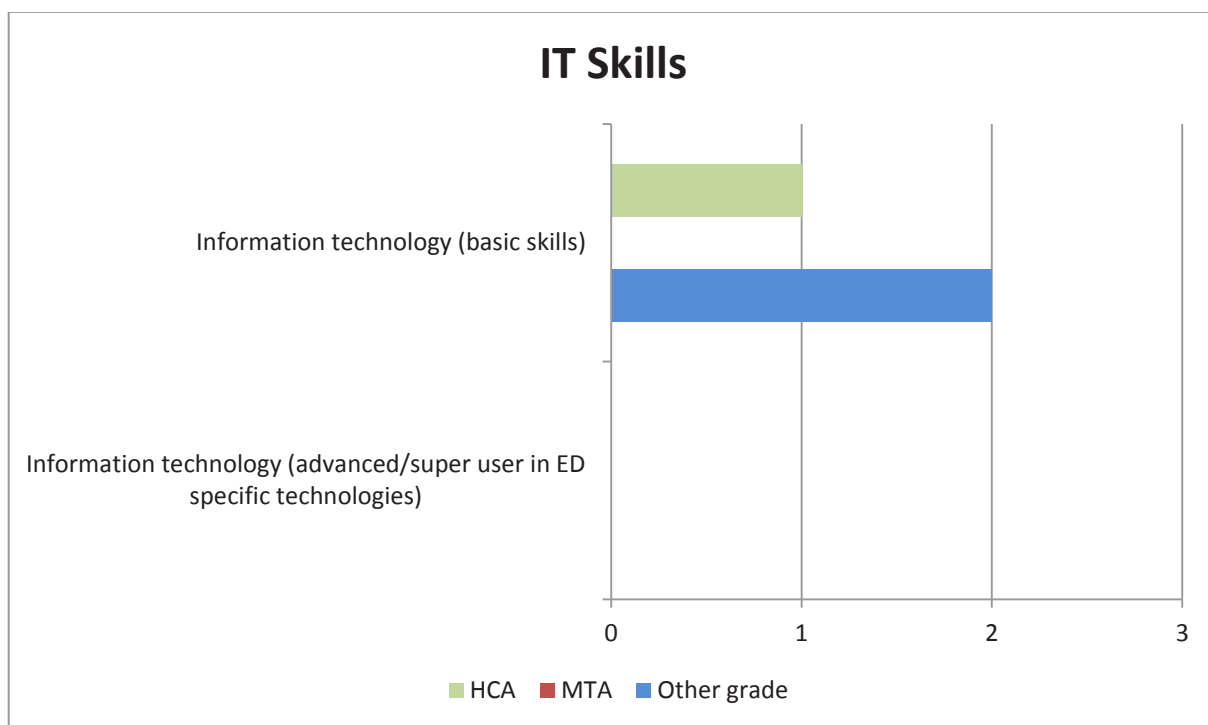 IT Skills
Information technology (basic skills)
Information technology (advanced/super user in ED
specific technologies)
0 1 2 3
HCA MTA Other grade